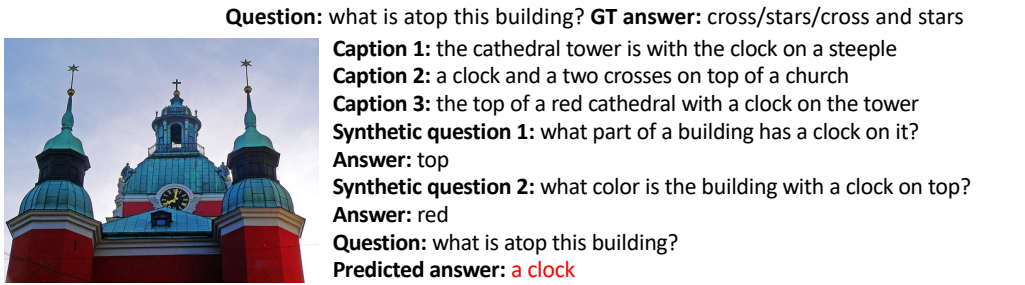 Question: what is atop this building? GT answer: cross/stars/cross and stars
Caption 1: the cathedral tower is with the clock on a steeple
Caption 2: a clock and a two crosses on top of a church
Caption 3: the top of a red cathedral with a clock on the tower
Synthetic question 1: what part of a building has a clock on it?
Answer: top
Synthetic question 2: what color is the building with a clock on top?
Answer: red
Question: what is atop this building?
Predicted answer: a clock